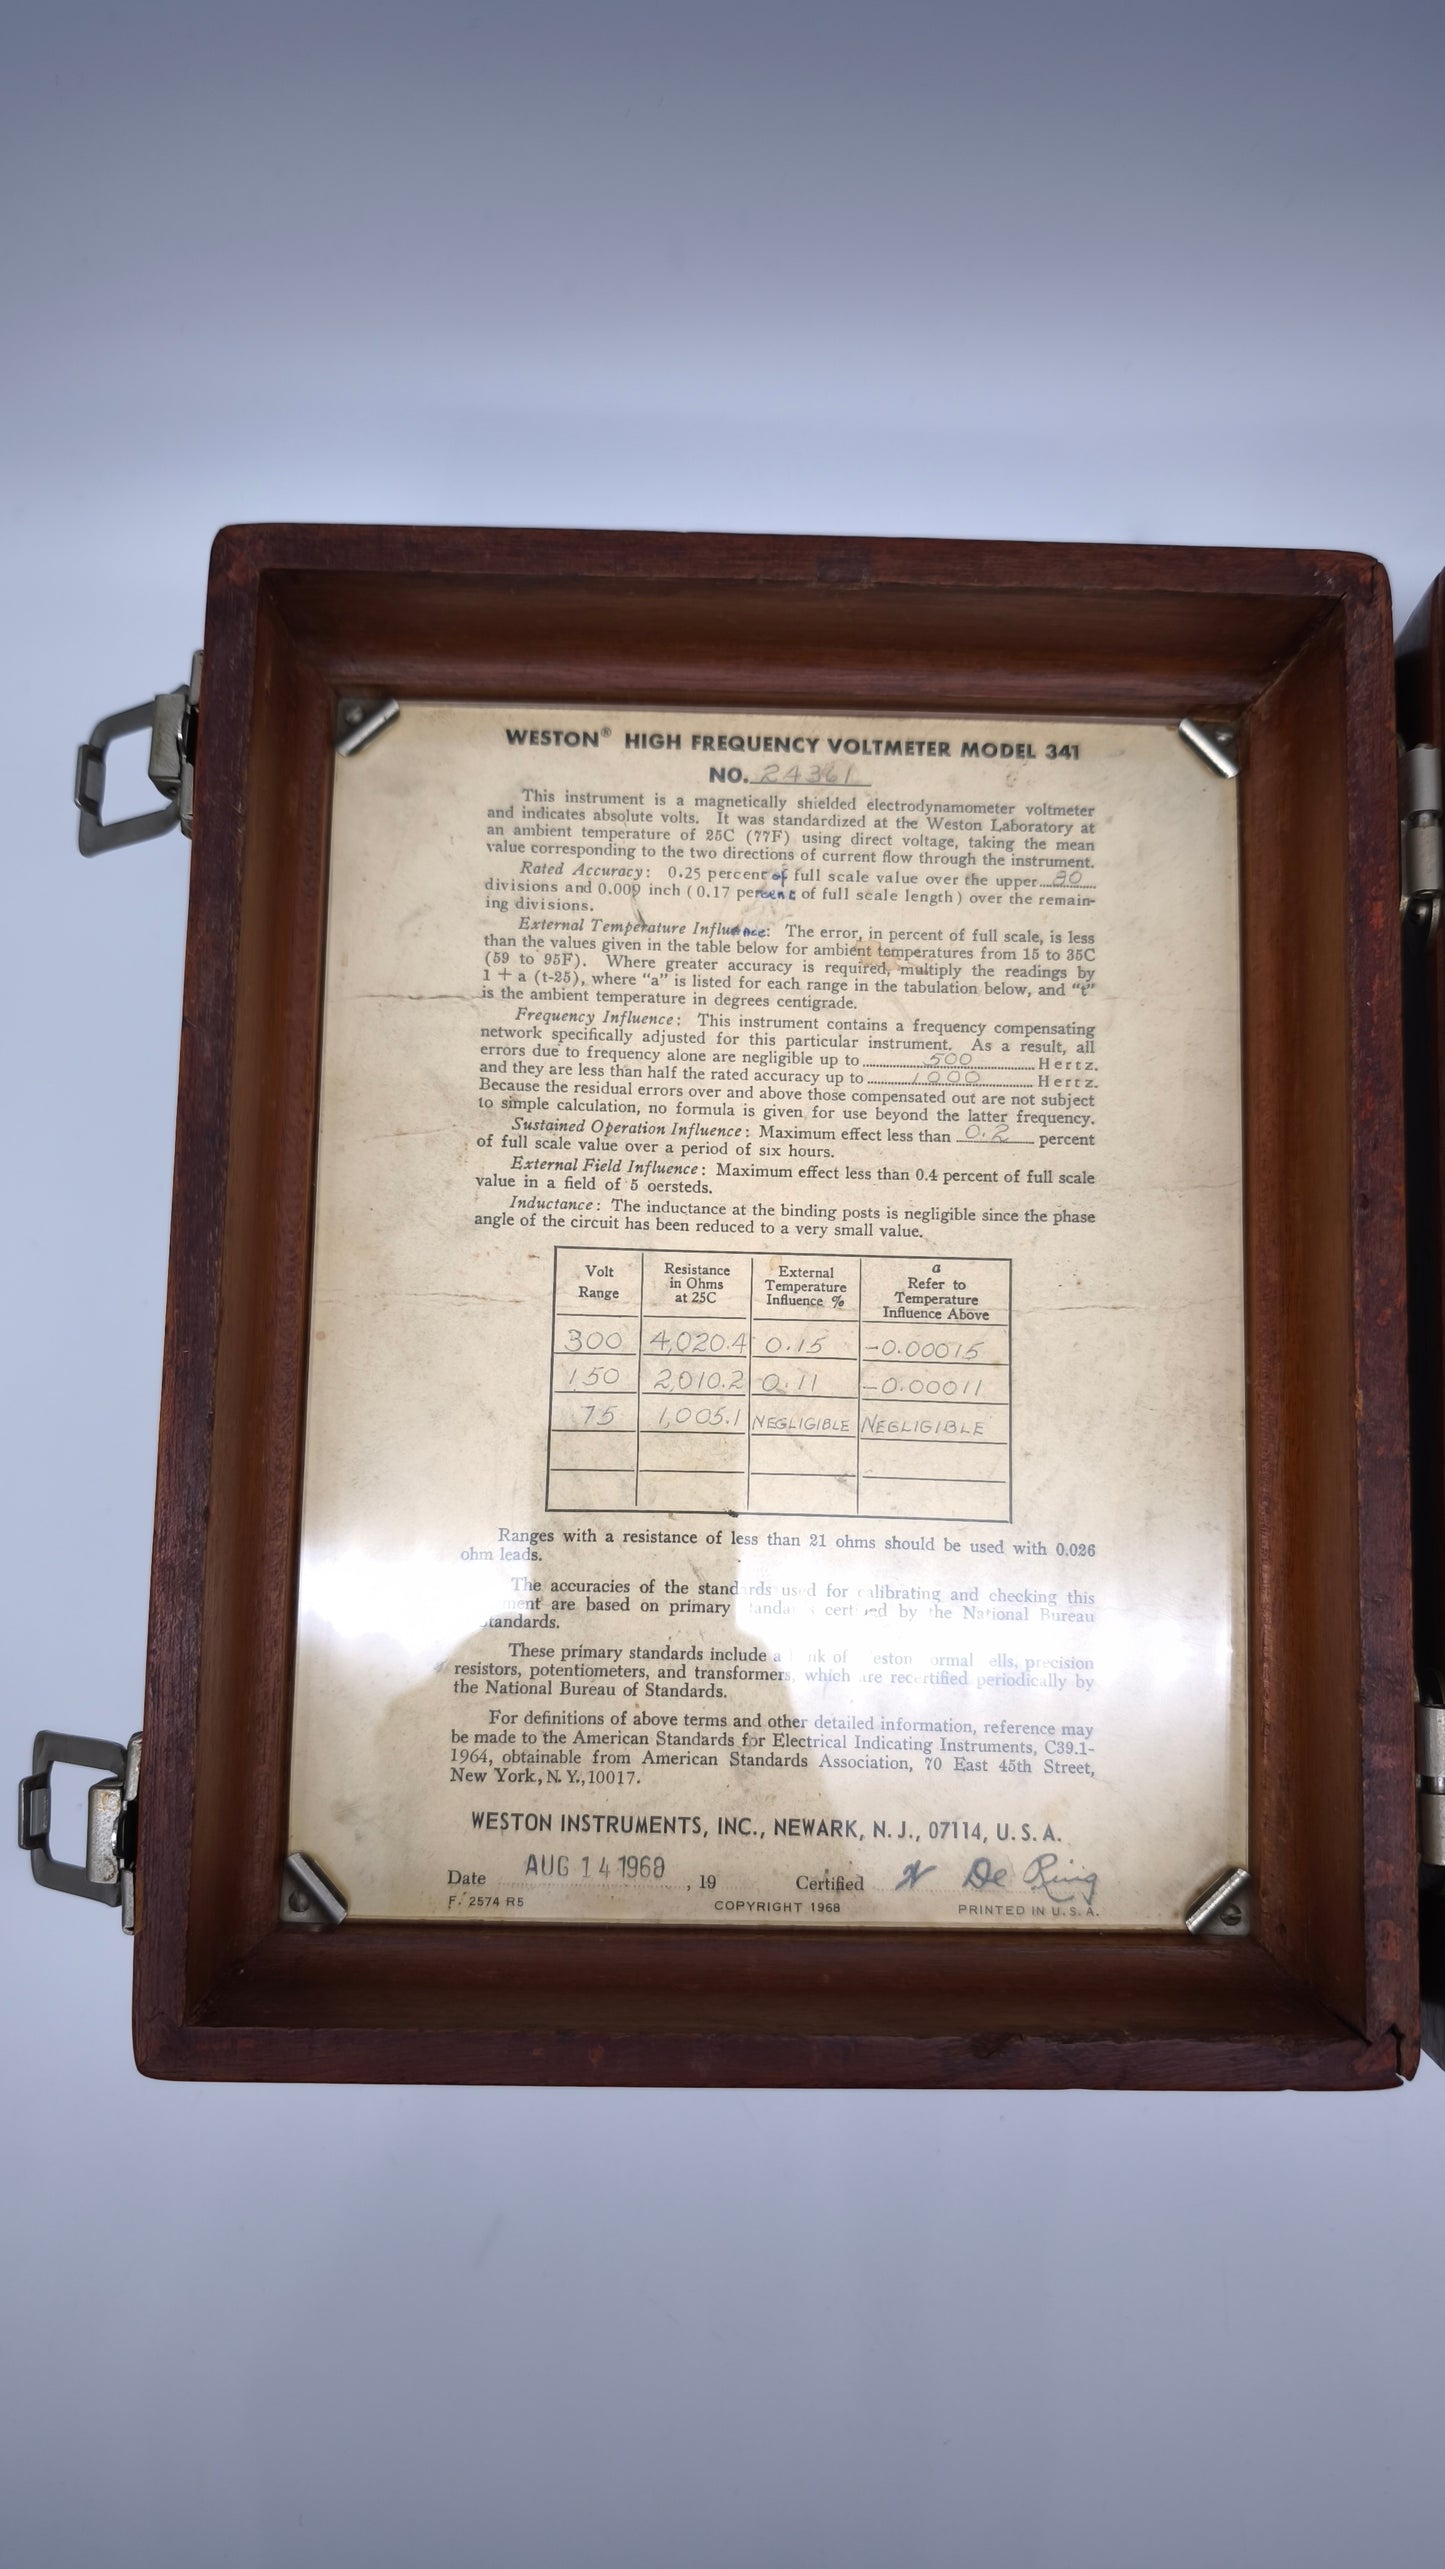 WESTON® HIGH FREQUENCY VOLTMETER MODEL 341
NO. 24361
This instrument is a magnetically shielded electrodynamometer voltmeter
and indicates absolute volts. It was standardized at the Weston Laboratory at
an ambient temperature of 25C (77F) using direct voltage, taking the mean
value corresponding to the two directions of current flow through the instrument.
Rated Accuracy: 0.25 percent of full scale value over the upper
divisions and 0.009 inch (0.17 percent of full scale length) over the remain-
ing divisions.
External Temperature Influence: The error, in percent of full scale, is less
than the values given in the table below for ambient temperatures from 15 to 35C
(59 to 95F). Where greater accuracy is required, multiply the readings by
1 + a (t-25), where “a” is listed for each range in the tabulation below, and “t”
is the ambient temperature in degrees centigrade.
Frequency Influence: This instrument contains a frequency compensating
network specifically adjusted for this particular instrument. As a result, all
errors due to frequency alone are negligible up to 500 Hertz.
and they are less than half the rated accuracy up to 1000 Hertz.
Because the residual errors over and above those compensated out are not subject
to simple calculation, no formula is given for use beyond the latter frequency.
Sustained Operation Influence: Maximum effect less than 0.2 percent
of full scale value over a period of six hours.
External Field Influence: Maximum effect less than 0.4 percent of full scale
value in a field of 5 oersteds.
Inductance: The inductance at the binding posts is negligible since the phase
angle of the circuit has been reduced to a very small value.
Volt Range Resistance in Ohms at 25C External Temperature Influence % a Refer to Temperature Influence Above
300 4,020.4 0.15 -0.00015
150 2,010.2 0.11 -0.00011
75 1,005.1 NEGLIGIBLE NEGLIGIBLE
Ranges with a resistance of less than 21 ohms should be used with 0.026
ohm leads.
The accuracies of the standards used for calibrating and checking this
are based on primary standards certified by the National Bureau
Standards.
These primary standards include a bank of Weston Normal Cells, precision
resistors, potentiometers, and transformers, which are recertified periodically by
the National Bureau of Standards.
For definitions of above terms and other detailed information, reference may
be made to the American Standards for Electrical Indicating Instruments, C39.1-
1964, obtainable from American Standards Association, 70 East 45th Street,
New York, N. Y., 10017.
WESTON INSTRUMENTS, INC., NEWARK, N. J., 07114, U. S. A.
Date AUG 14 1968 , 19 Certified De Ring
F. 2574 R5 COPYRIGHT 1968 PRINTED IN U. S. A.